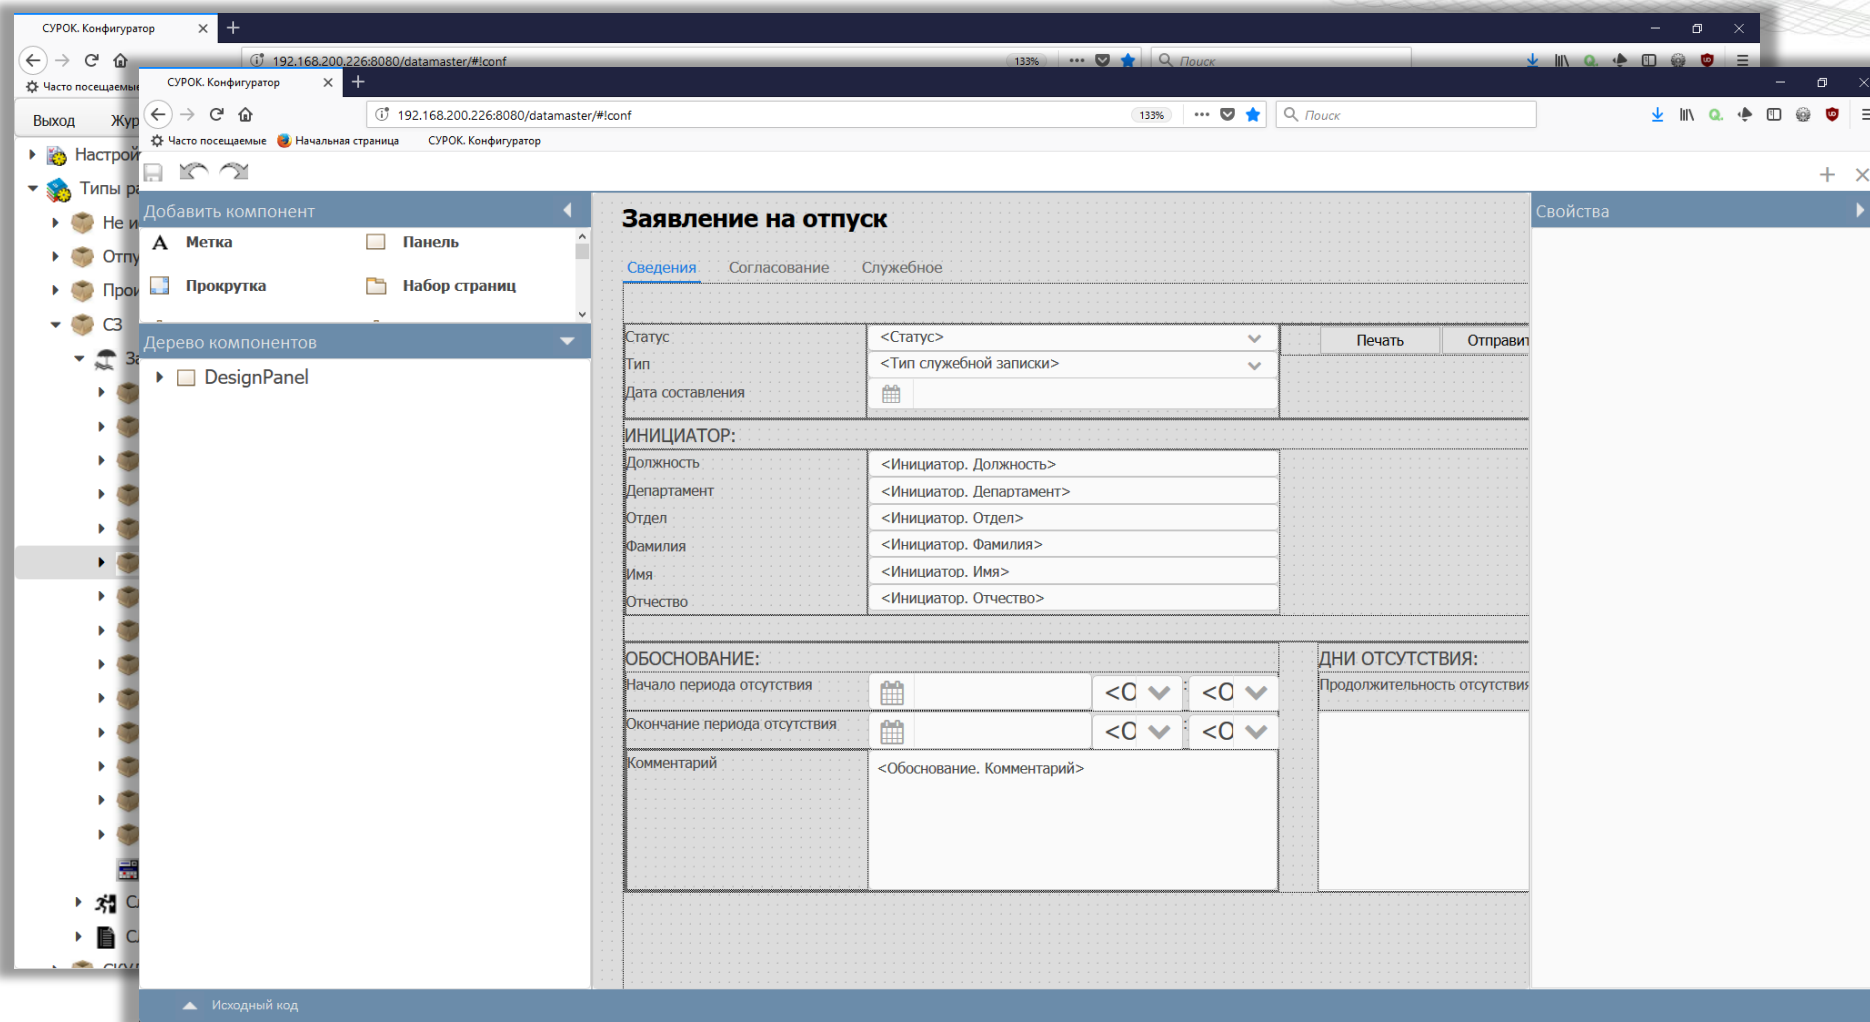 СУРОК. Конфигуратор
192.168.200.226:8080/datamaster/#!conf
133%
Поиск
Часто посещаемые
Выход
Не и
СЗ
СУРОК. Конфигуратор
192.168.200.226:8080/datamaster/#!conf
133%
Поиск
Часто посещаемые Начальная страница СУРОК. Конфигуратор
Добавить компонент
A Метка Панель
Прокрутка Набор страниц
Дерево компонентов
DesignPanel
Заявление на отпуск
Сведения Согласование Служебное
Статус <Статус> Печать Отправит
Тип <Тип служебной записки>
Дата составления
ИНИЦИАТОР:
Должность <Инициатор. Должность>
Департамент <Инициатор. Департамент>
Отдел <Инициатор. Отдел>
Фамилия <Инициатор. Фамилия>
Имя <Инициатор. Имя>
Отчество <Инициатор. Отчество>
ОБОСНОВАНИЕ: ДНИ ОТСУТСТВИЯ:
Начало периода отсутствия <О : <О Продолжительность отсутствия
Окончание периода отсутствия <О : <О
Комментарий <Обоснование. Комментарий>
Свойства
Исходный код